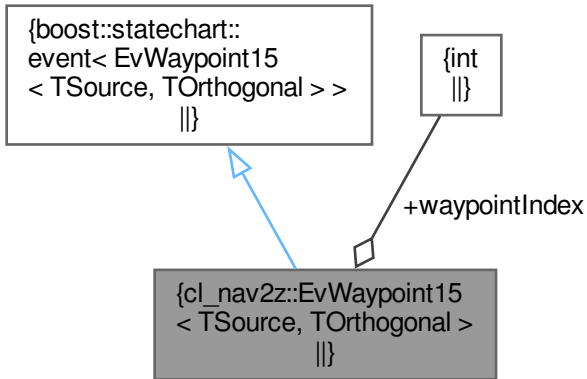 {boost::statechart::
event< EvWaypoint15
< TSource, TOrthogonal > >
||}
{int
||}
+waypointIndex
{cl_nav2z::EvWaypoint15
< TSource, TOrthogonal >
||}